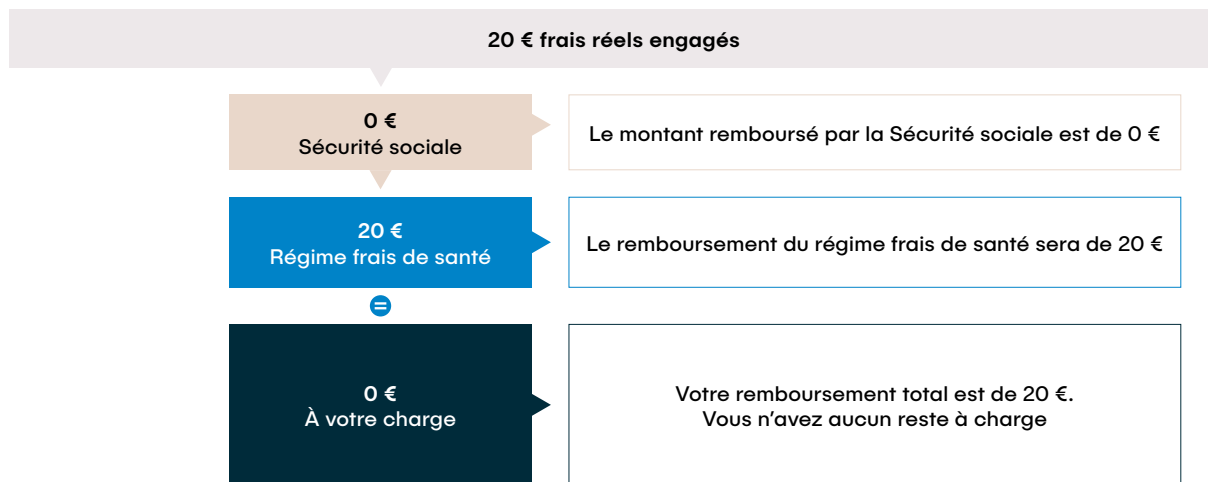 20 € frais réels engagés
0 €
Sécurité sociale
Le montant remboursé par la Sécurité sociale est de 0 €
20 €
Régime frais de santé
Le remboursement du régime frais de santé sera de 20 €
=
0 €
À votre charge
Votre remboursement total est de 20 €.
Vous n’avez aucun reste à charge